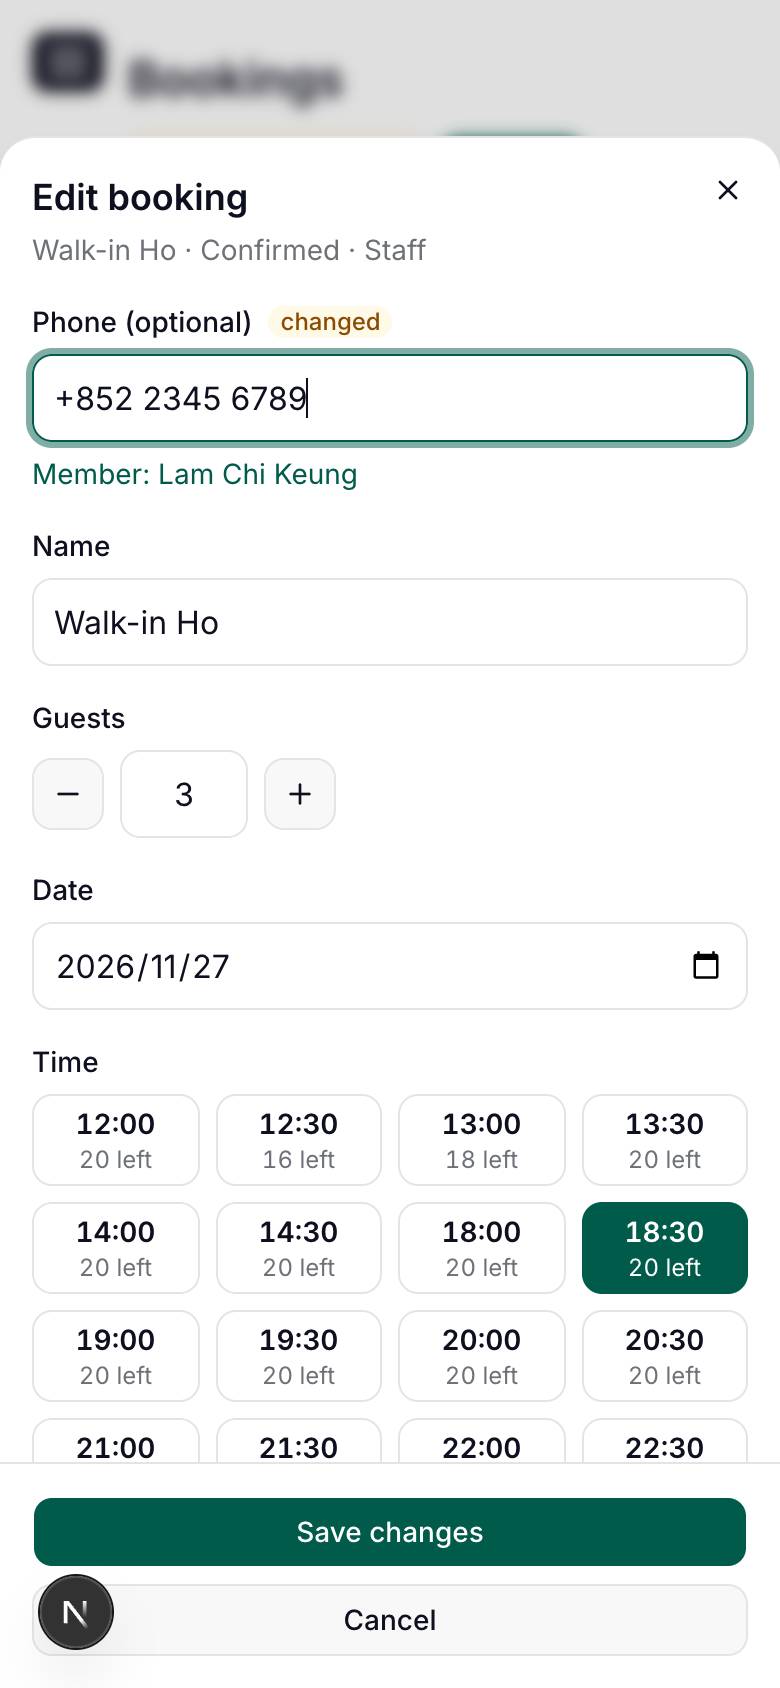 Bookings
Edit booking
Walk-in Ho · Confirmed · Staff
Phone (optional) changed
+852 2345 6789
Member: Lam Chi Keung
Name
Walk-in Ho
Guests
− 3 +
Date
2026/11/27
Time
12:00 12:30 13:00 13:30
20 left 16 left 18 left 20 left
14:00 14:30 18:00 18:30
20 left 20 left 20 left 20 left
19:00 19:30 20:00 20:30
20 left 20 left 20 left 20 left
21:00 21:30 22:00 22:30
Save changes
N Cancel